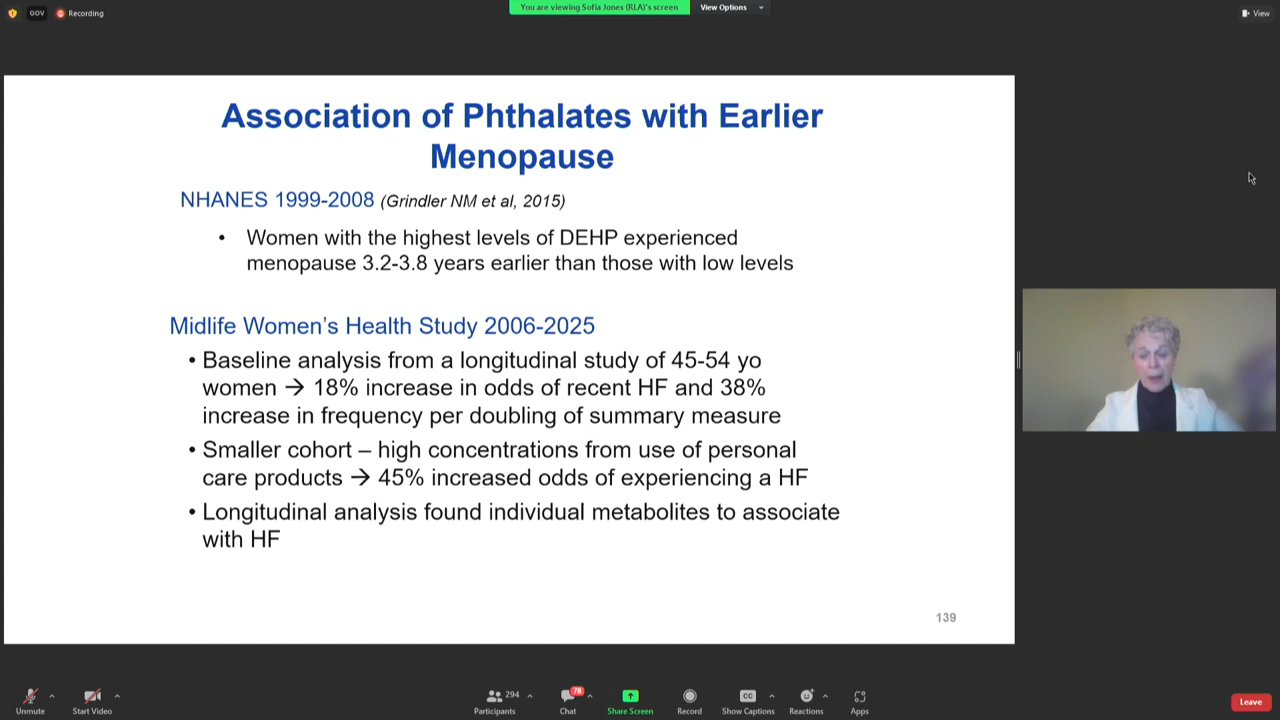 GOV
Recording
You are viewing Sofia Jones (RLA)'s screen
View Options
View
Association of Phthalates with Earlier
Menopause
NHANES 1999-2008 (Grindler NM et al, 2015)
• Women with the highest levels of DEHP experienced
menopause 3.2-3.8 years earlier than those with low levels
Midlife Women's Health Study 2006-2025
• Baseline analysis from a longitudinal study of 45-54 yo
women → 18% increase in odds of recent HF and 38%
increase in frequency per doubling of summary measure
• Smaller cohort – high concentrations from use of personal
care products → 45% increased odds of experiencing a HF
• Longitudinal analysis found individual metabolites to associate
with HF
139
Unmute
Start Video
294
Participants
78
Chat
Share Screen
Record
CC
Show Captions
Reactions
Apps
Leave